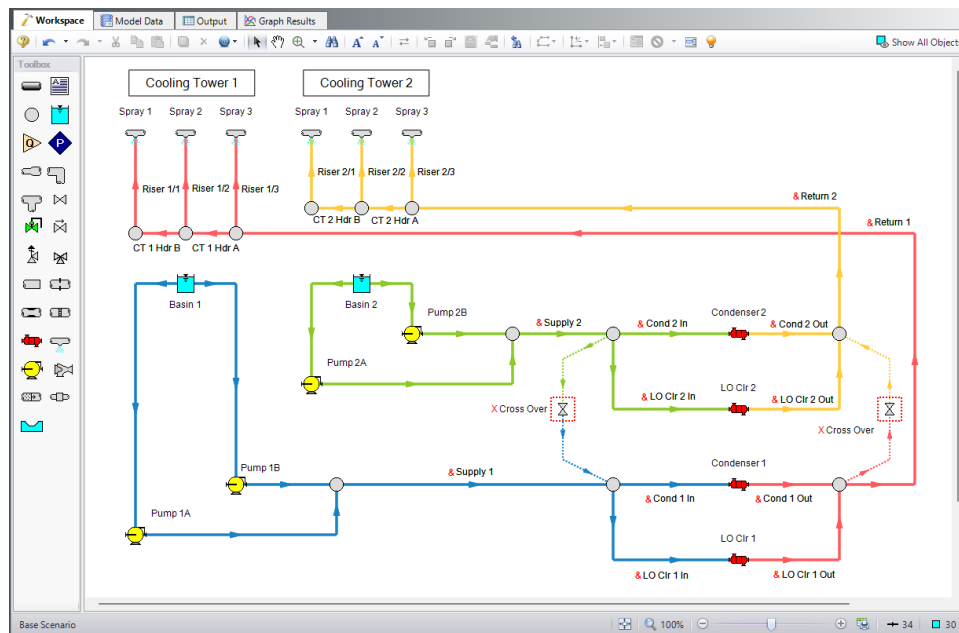 Workspace Model Data Output Graph Results
A A Show All Objects
Toolbox
Cooling Tower 1 Cooling Tower 2
Spray 1 Spray 2 Spray 3 Spray 1 Spray 2 Spray 3
Riser 1/1 Riser 1/2 Riser 1/3 Riser 2/1 Riser 2/2 Riser 2/3
& Return 2
CT 2 Hdr B CT 2 Hdr A
& Return 1
CT 1 Hdr B CT 1 Hdr A
Basin 1 Basin 2
Pump 2B Condenser 2
& Supply 2 & Cond 2 In & Cond 2 Out
Pump 2A
LO Clr 2
& LO Clr 2 In & LO Clr 2 Out
X Cross Over
X Cross Over
Condenser 1
Pump 1B & Supply 1
& Cond 1 In & Cond 1 Out
Pump 1A
LO Clr 1
& LO Clr 1 In & LO Clr 1 Out
Base Scenario 100% 34 30